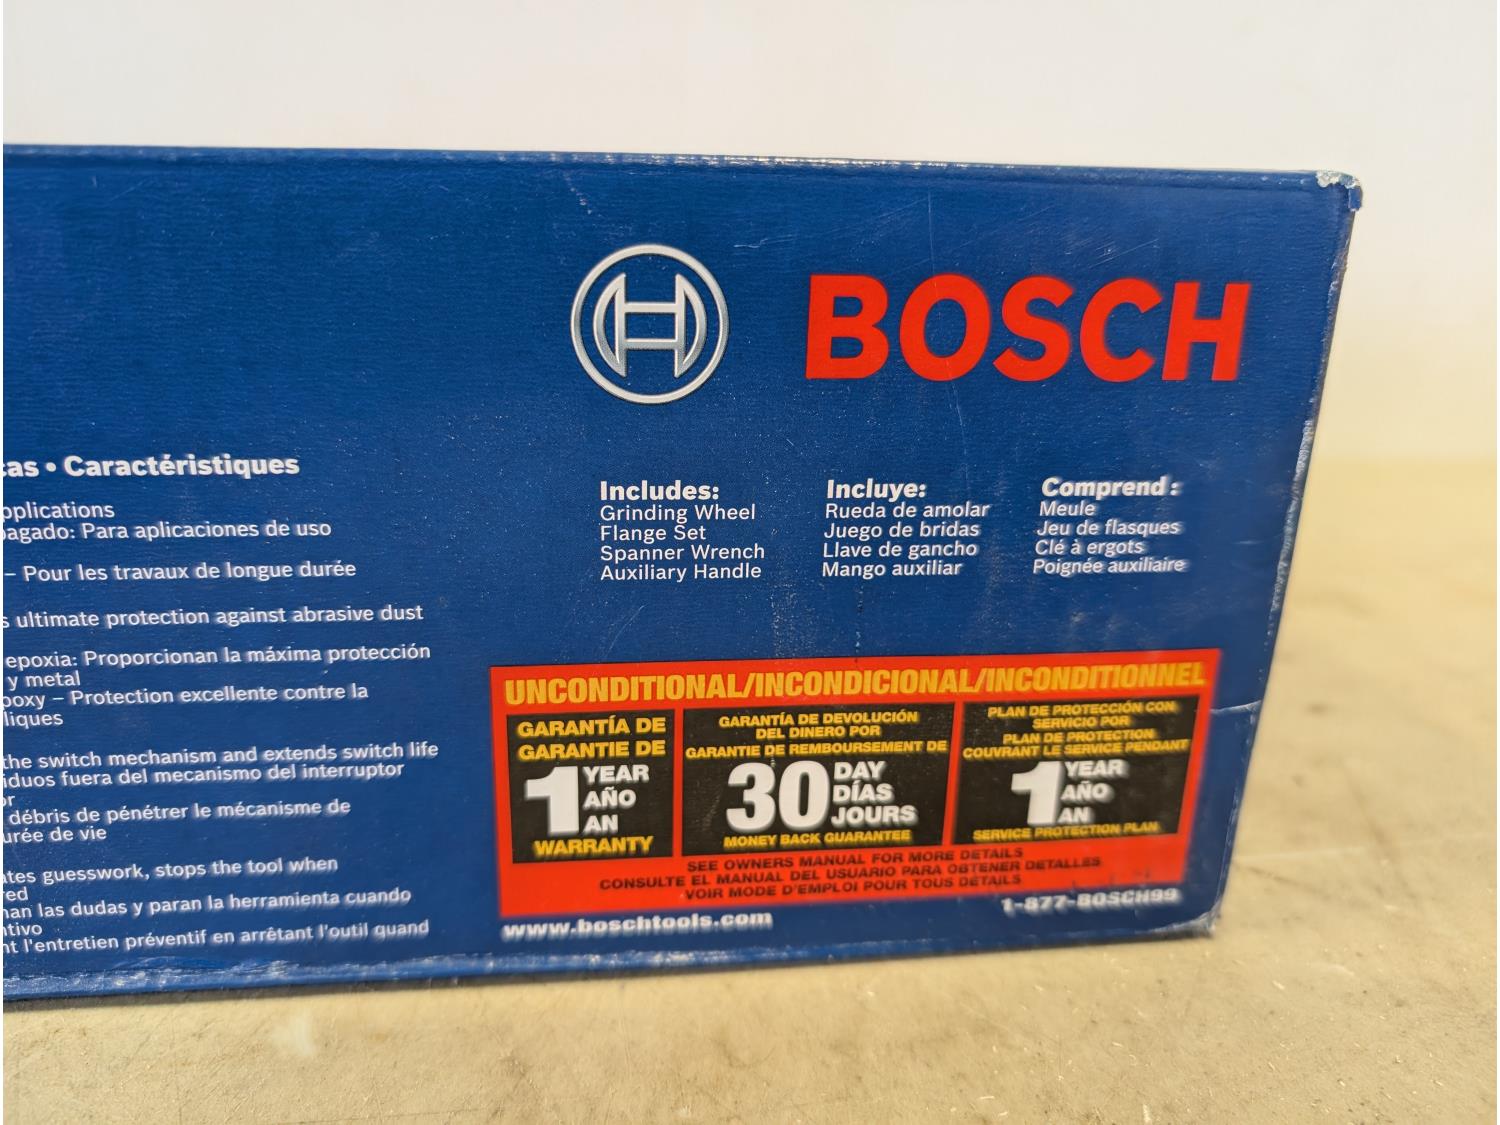 BOSCH
cas • Caractéristiques
applications
pagado: Para aplicaciones de uso
– Pour les travaux de longue durée
s ultimate protection against abrasive dust
epoxia: Proporcionan la máxima protección
y metal
poxy – Protection excellente contre la
liques
the switch mechanism and extends switch life
iduos fuera del mecanismo del interruptor
or
débris de pénétrer le mécanisme de
urée de vie
ates guesswork, stops the tool when
red
nan las dudas y paran la herramienta cuando
ntivo
nt l'entretien préventif en arrêtant l'outil quand
Includes:
Grinding Wheel
Flange Set
Spanner Wrench
Auxiliary Handle
Incluye:
Rueda de amolar
Juego de bridas
Llave de gancho
Mango auxiliar
Comprend :
Meule
Jeu de flasques
Clé à ergots
Poignée auxiliaire
UNCONDITIONAL/INCONDICIONAL/INCONDITIONNEL
GARANTÍA DE
GARANTIE DE
1 YEAR
AÑO
AN
WARRANTY
GARANTÍA DE DEVOLUCIÓN
DEL DINERO POR
GARANTIE DE REMBOURSEMENT DE
30 DAY
DÍAS
JOURS
MONEY BACK GUARANTEE
PLAN DE PROTECCIÓN CON
SERVICIO POR
PLAN DE PROTECTION
COUVRANT LE SERVICE PENDANT
1 YEAR
AÑO
AN
SERVICE PROTECTION PLAN
SEE OWNERS MANUAL FOR MORE DETAILS
CONSULTE EL MANUAL DEL USUARIO PARA OBTENER DETALLES
VOIR MODE D'EMPLOI POUR TOUS DÉTAILS
www.boschtools.com
1-877-BOSCH99